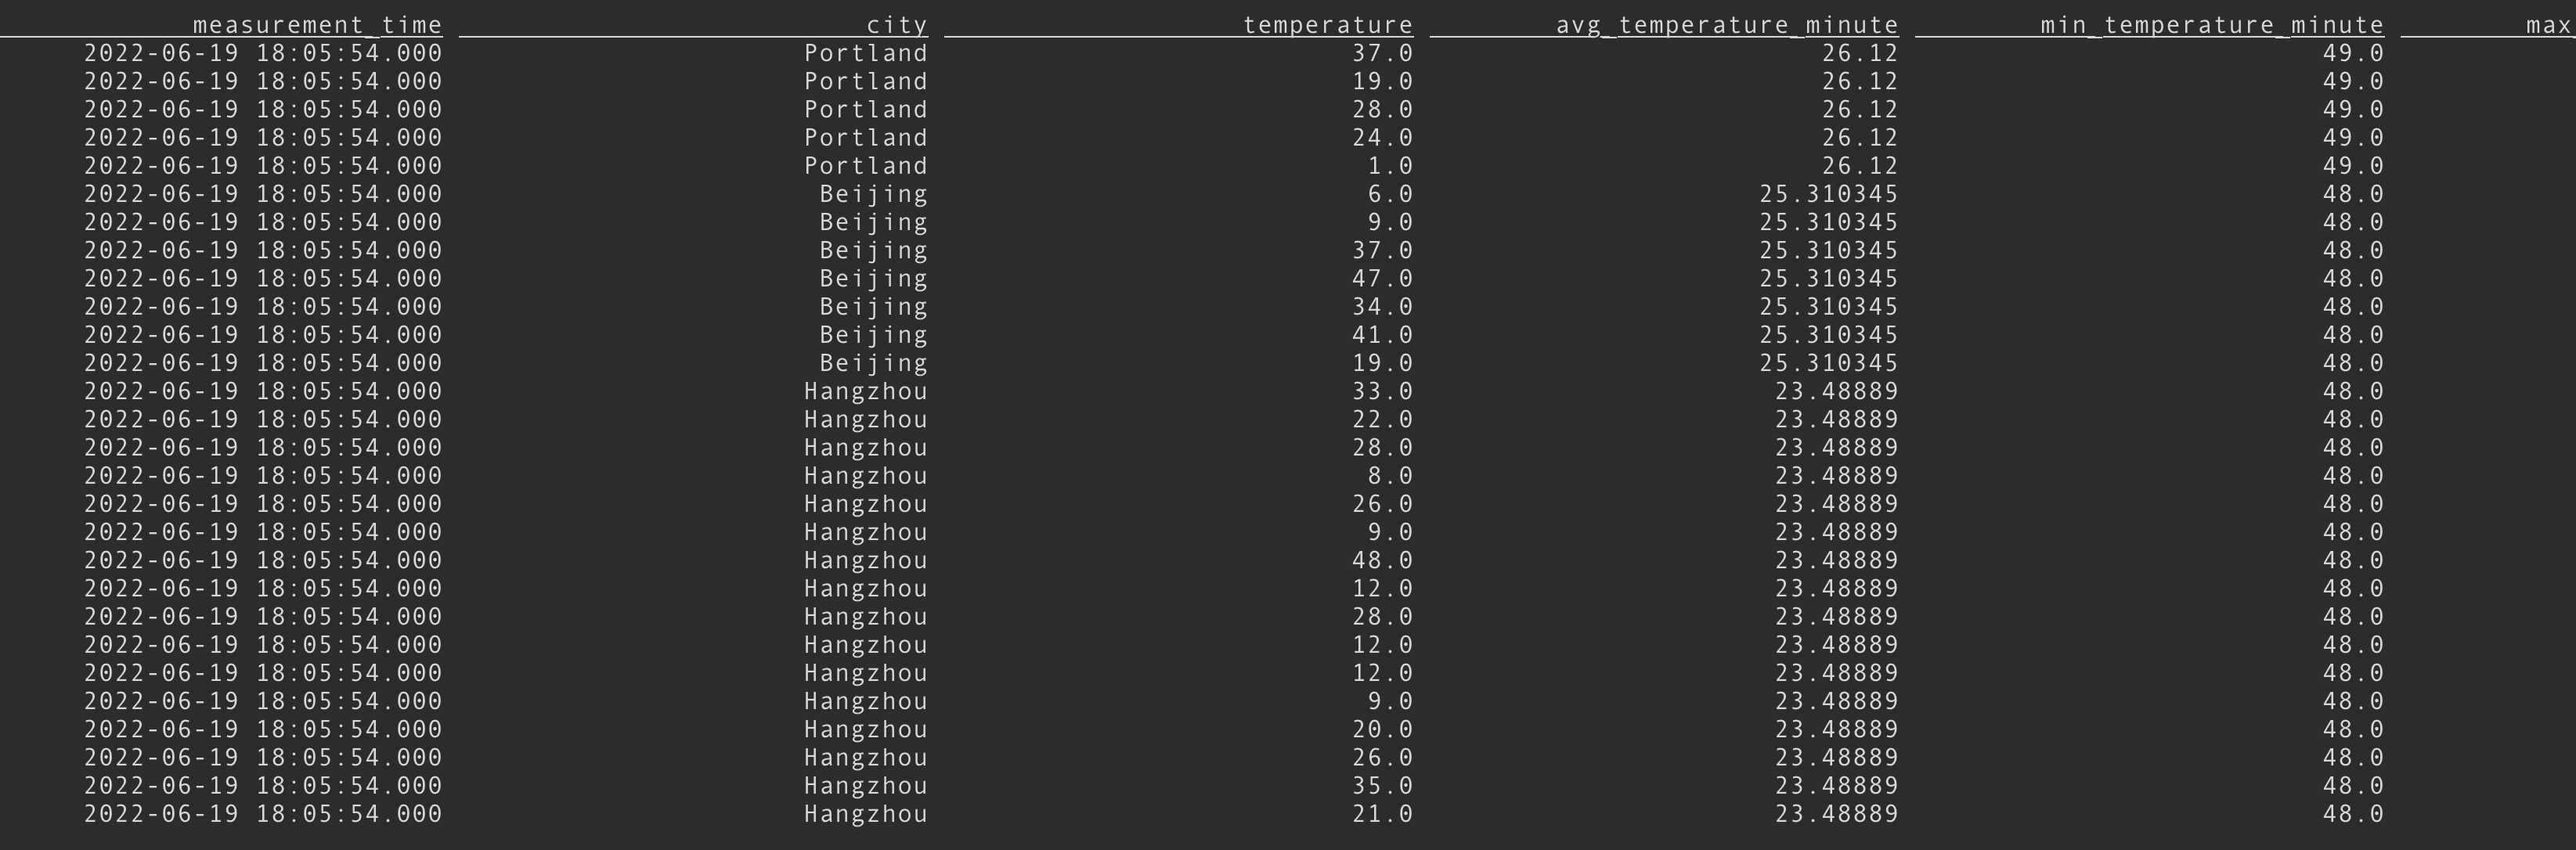 measurement_time city temperature avg_temperature_minute min_temperature_minute max_
2022-06-19 18:05:54.000 Portland 37.0 26.12 49.0
2022-06-19 18:05:54.000 Portland 19.0 26.12 49.0
2022-06-19 18:05:54.000 Portland 28.0 26.12 49.0
2022-06-19 18:05:54.000 Portland 24.0 26.12 49.0
2022-06-19 18:05:54.000 Portland 1.0 26.12 49.0
2022-06-19 18:05:54.000 Beijing 6.0 25.310345 48.0
2022-06-19 18:05:54.000 Beijing 9.0 25.310345 48.0
2022-06-19 18:05:54.000 Beijing 37.0 25.310345 48.0
2022-06-19 18:05:54.000 Beijing 47.0 25.310345 48.0
2022-06-19 18:05:54.000 Beijing 34.0 25.310345 48.0
2022-06-19 18:05:54.000 Beijing 41.0 25.310345 48.0
2022-06-19 18:05:54.000 Beijing 19.0 25.310345 48.0
2022-06-19 18:05:54.000 Hangzhou 33.0 23.48889 48.0
2022-06-19 18:05:54.000 Hangzhou 22.0 23.48889 48.0
2022-06-19 18:05:54.000 Hangzhou 28.0 23.48889 48.0
2022-06-19 18:05:54.000 Hangzhou 8.0 23.48889 48.0
2022-06-19 18:05:54.000 Hangzhou 26.0 23.48889 48.0
2022-06-19 18:05:54.000 Hangzhou 9.0 23.48889 48.0
2022-06-19 18:05:54.000 Hangzhou 48.0 23.48889 48.0
2022-06-19 18:05:54.000 Hangzhou 12.0 23.48889 48.0
2022-06-19 18:05:54.000 Hangzhou 28.0 23.48889 48.0
2022-06-19 18:05:54.000 Hangzhou 12.0 23.48889 48.0
2022-06-19 18:05:54.000 Hangzhou 12.0 23.48889 48.0
2022-06-19 18:05:54.000 Hangzhou 9.0 23.48889 48.0
2022-06-19 18:05:54.000 Hangzhou 20.0 23.48889 48.0
2022-06-19 18:05:54.000 Hangzhou 26.0 23.48889 48.0
2022-06-19 18:05:54.000 Hangzhou 35.0 23.48889 48.0
2022-06-19 18:05:54.000 Hangzhou 21.0 23.48889 48.0